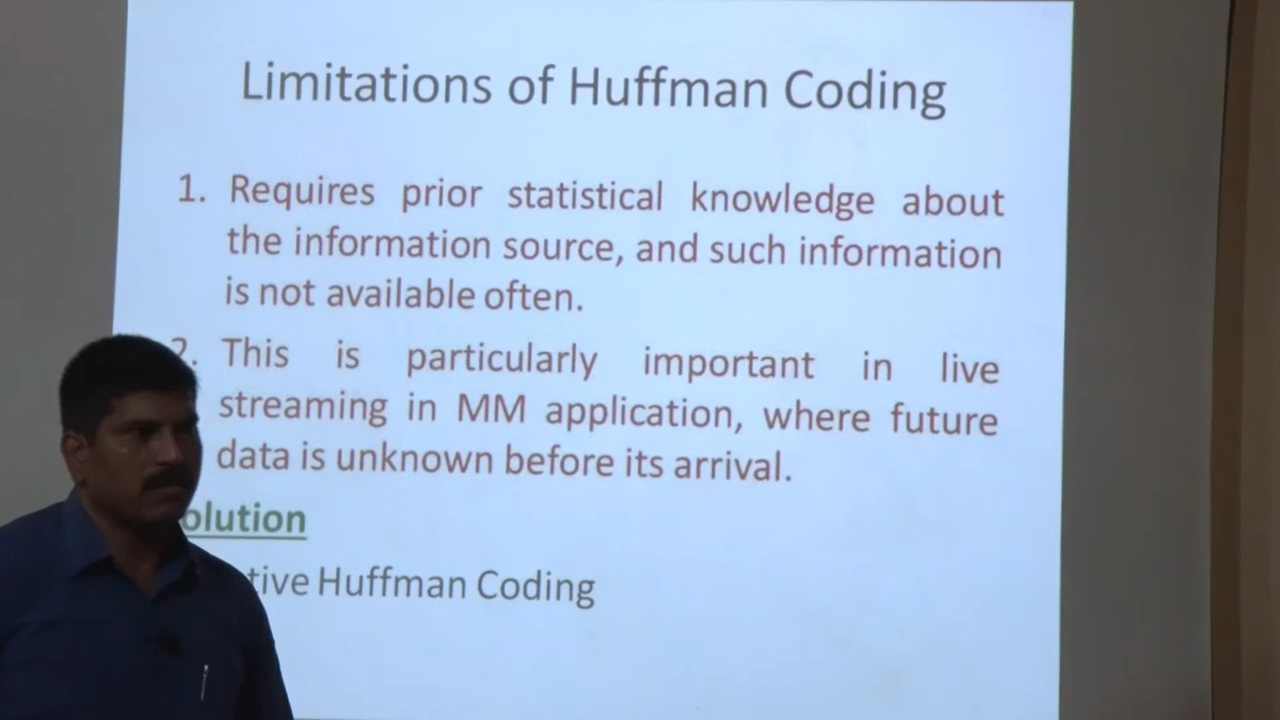 Limitations of Huffman Coding
1. Requires prior statistical knowledge about
the information source, and such information
is not available often.
2. This is particularly important in live
streaming in MM application, where future
data is unknown before its arrival.
olution
tive Huffman Coding